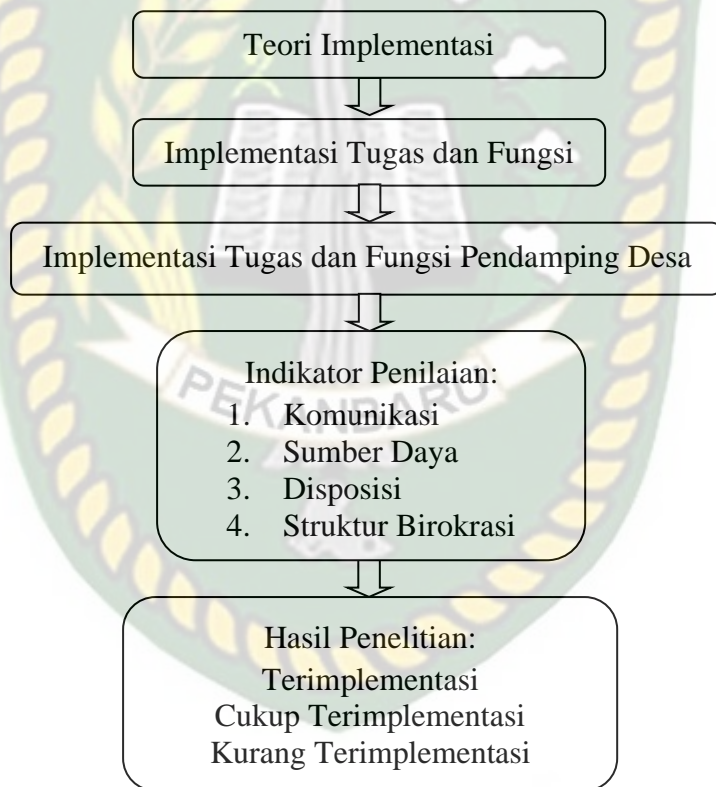 Teori Implementasi
Implementasi Tugas dan Fungsi
Implementasi Tugas dan Fungsi Pendamping Desa
Indikator Penilaian:
1. Komunikasi
2. Sumber Daya
3. Disposisi
4. Struktur Birokrasi
PEKANBARU
Hasil Penelitian:
Terimplementasi
Cukup Terimplementasi
Kurang Terimplementasi